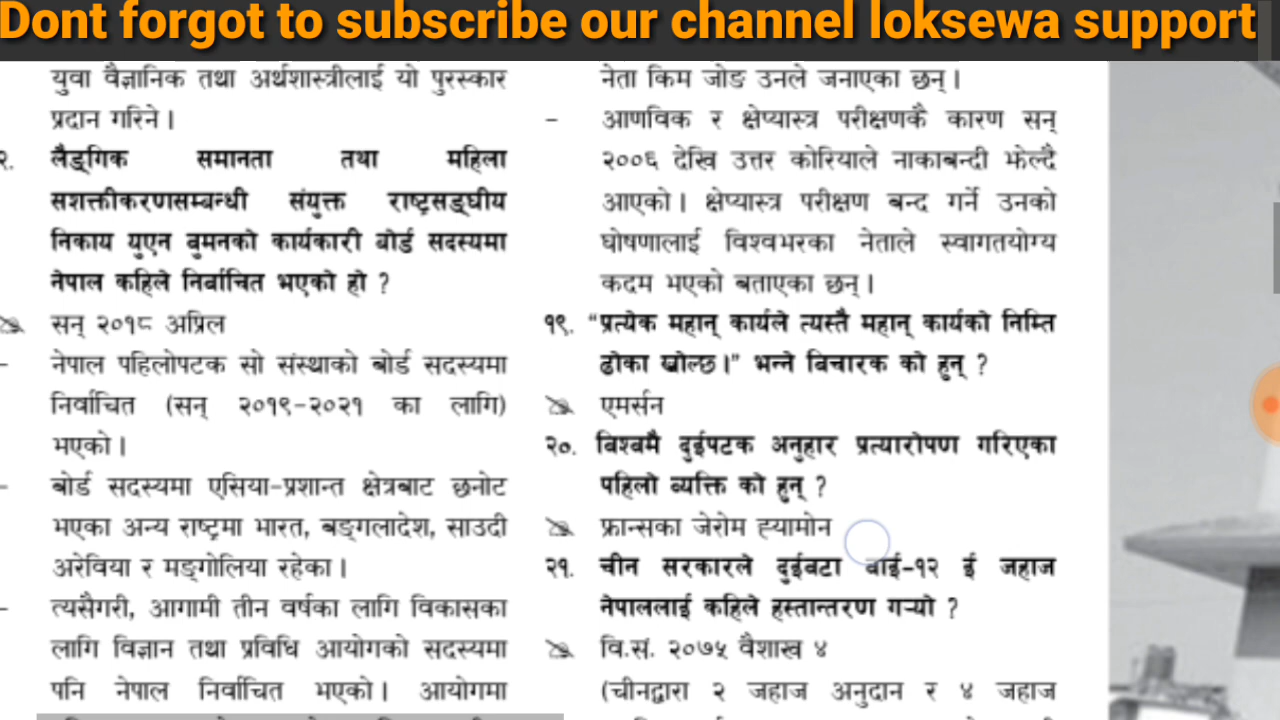 Dont forgot to subscribe our channel loksewa support
युवा वैज्ञानिक तथा अर्थशास्त्रीलाई यो पुरस्कार
प्रदान गरिने।
२. लैङ्गिक समानता तथा महिला
सशक्तीकरणसम्बन्धी संयुक्त राष्ट्रसङ्घीय
निकाय युएन वुमनको कार्यकारी बोर्ड सदस्यमा
नेपाल कहिले निर्वाचित भएको हो ?
सन् २०१८ अप्रिल
– नेपाल पहिलोपटक सो संस्थाको बोर्ड सदस्यमा
निर्वाचित (सन् २०१९-२०२१ का लागि)
भएको।
– बोर्ड सदस्यमा एसिया-प्रशान्त क्षेत्रबाट छनोट
भएका अन्य राष्ट्रमा भारत, बङ्गलादेश, साउदी
अरेविया र मङ्गोलिया रहेका।
– त्यसैगरी, आगामी तीन वर्षका लागि विकासका
लागि विज्ञान तथा प्रविधि आयोगको सदस्यमा
पनि नेपाल निर्वाचित भएको। आयोगमा
नेता किम जोङ उनले जनाएका छन्।
– आणविक र क्षेप्यास्त्र परीक्षणकै कारण सन्
२००६ देखि उत्तर कोरियाले नाकाबन्दी झेल्दै
आएको। क्षेप्यास्त्र परीक्षण बन्द गर्ने उनको
घोषणालाई विश्वभरका नेताले स्वागतयोग्य
कदम भएको बताएका छन्।
१९. “प्रत्येक महान् कार्यले त्यस्तै महान् कार्यको निम्ति
ढोका खोल्छ।” भन्ने विचारक को हुन् ?
एमर्सन
२०. विश्वमै दुईपटक अनुहार प्रत्यारोपण गरिएका
पहिलो व्यक्ति को हुन् ?
फ्रान्सका जेरोम ह्यामोन
२१. चीन सरकारले दुईवटा वाई-१२ ई जहाज
नेपाललाई कहिले हस्तान्तरण गर्‍यो ?
वि.सं. २०७५ वैशाख ४
(चीनद्वारा २ जहाज अनुदान र ४ जहाज